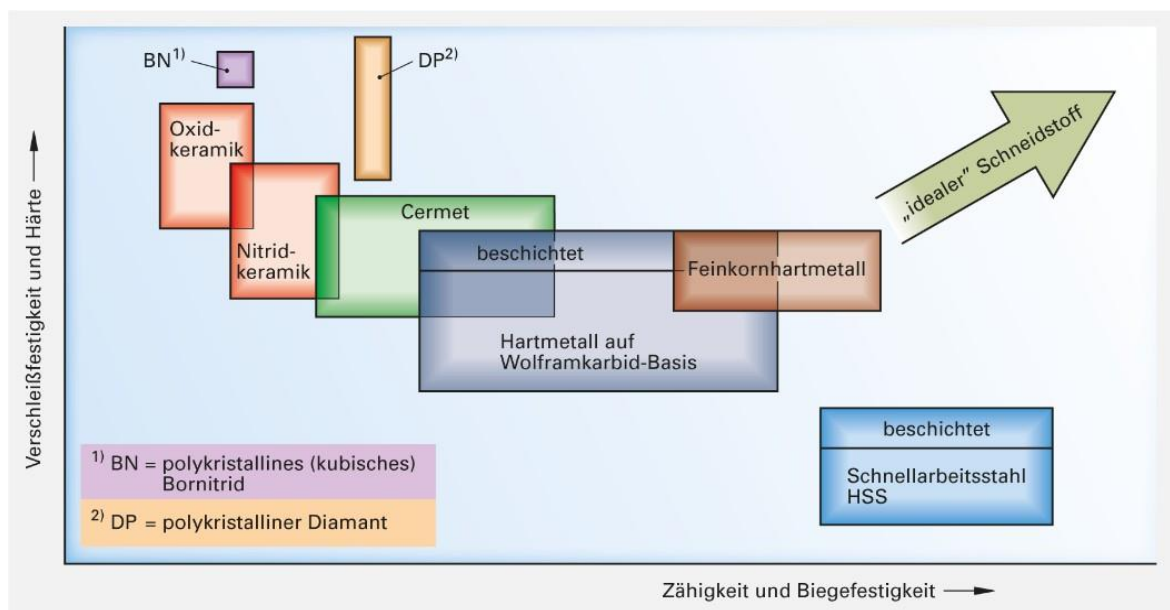 BN1)
DP2)
Oxid-
keramik
„idealer" Schneidstoff
Nitrid-
keramik
Cermet
beschichtet
Feinkornhartmetall
Hartmetall auf
Wolframkarbid-Basis
beschichtet
Schnellarbeitsstahl
HSS
1) BN = polykristallines (kubisches)
Bornitrid
2) DP = polykristalliner Diamant
Verschleißfestigkeit und Härte
Zähigkeit und Biegefestigkeit